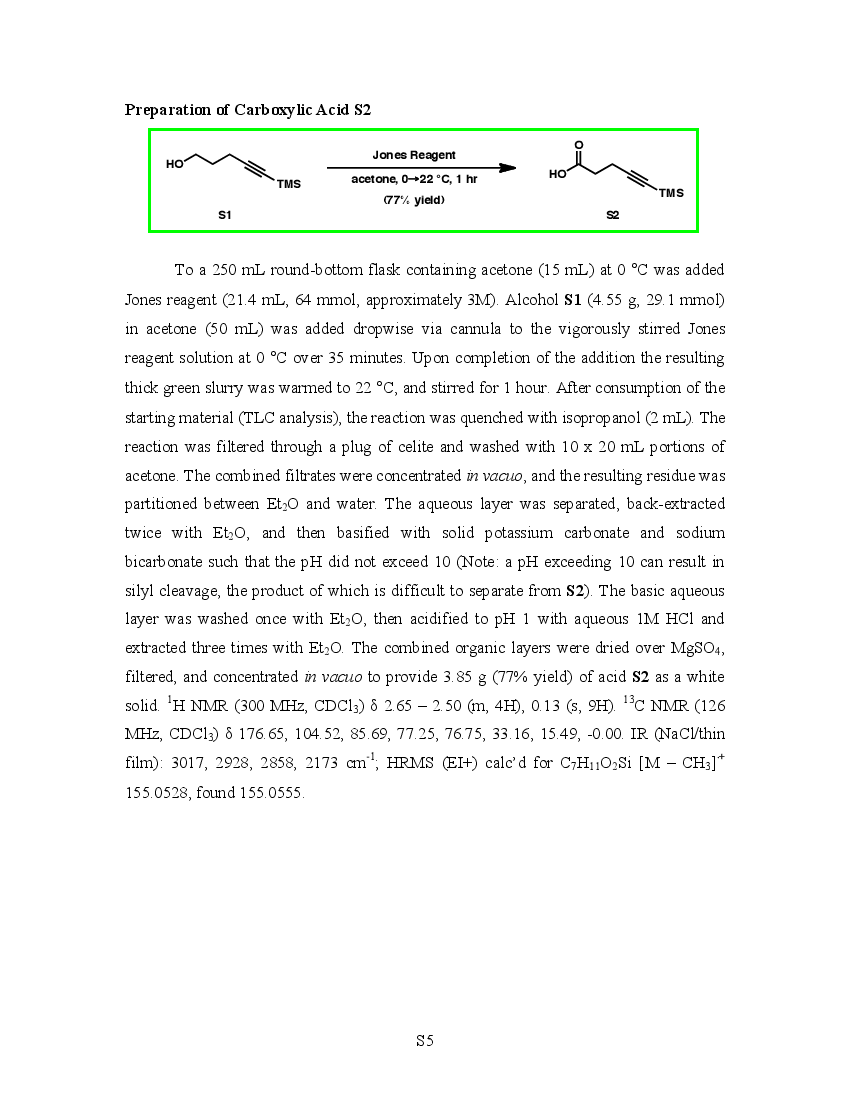 Preparation of Carboxylic Acid S2
HO
TMS
S1
Jones Reagent
acetone, 0→22 °C, 1 hr
(77% yield)
O
HO
TMS
S2
To a 250 mL round-bottom flask containing acetone (15 mL) at 0 °C was added
Jones reagent (21.4 mL, 64 mmol, approximately 3M). Alcohol S1 (4.55 g, 29.1 mmol)
in acetone (50 mL) was added dropwise via cannula to the vigorously stirred Jones
reagent solution at 0 °C over 35 minutes. Upon completion of the addition the resulting
thick green slurry was warmed to 22 °C, and stirred for 1 hour. After consumption of the
starting material (TLC analysis), the reaction was quenched with isopropanol (2 mL). The
reaction was filtered through a plug of celite and washed with 10 x 20 mL portions of
acetone. The combined filtrates were concentrated in vacuo, and the resulting residue was
partitioned between Et₂O and water. The aqueous layer was separated, back-extracted
twice with Et₂O, and then basified with solid potassium carbonate and sodium
bicarbonate such that the pH did not exceed 10 (Note: a pH exceeding 10 can result in
silyl cleavage, the product of which is difficult to separate from S2). The basic aqueous
layer was washed once with Et₂O, then acidified to pH 1 with aqueous 1M HCl and
extracted three times with Et₂O. The combined organic layers were dried over MgSO₄,
filtered, and concentrated in vacuo to provide 3.85 g (77% yield) of acid S2 as a white
solid. ¹H NMR (300 MHz, CDCl₃) δ 2.65 – 2.50 (m, 4H), 0.13 (s, 9H). ¹³C NMR (126
MHz, CDCl₃) δ 176.65, 104.52, 85.69, 77.25, 76.75, 33.16, 15.49, -0.00. IR (NaCl/thin
film): 3017, 2928, 2858, 2173 cm⁻¹; HRMS (EI+) calc’d for C₇H₁₁O₂Si [M – CH₃]·⁺
155.0528, found 155.0555.
S5